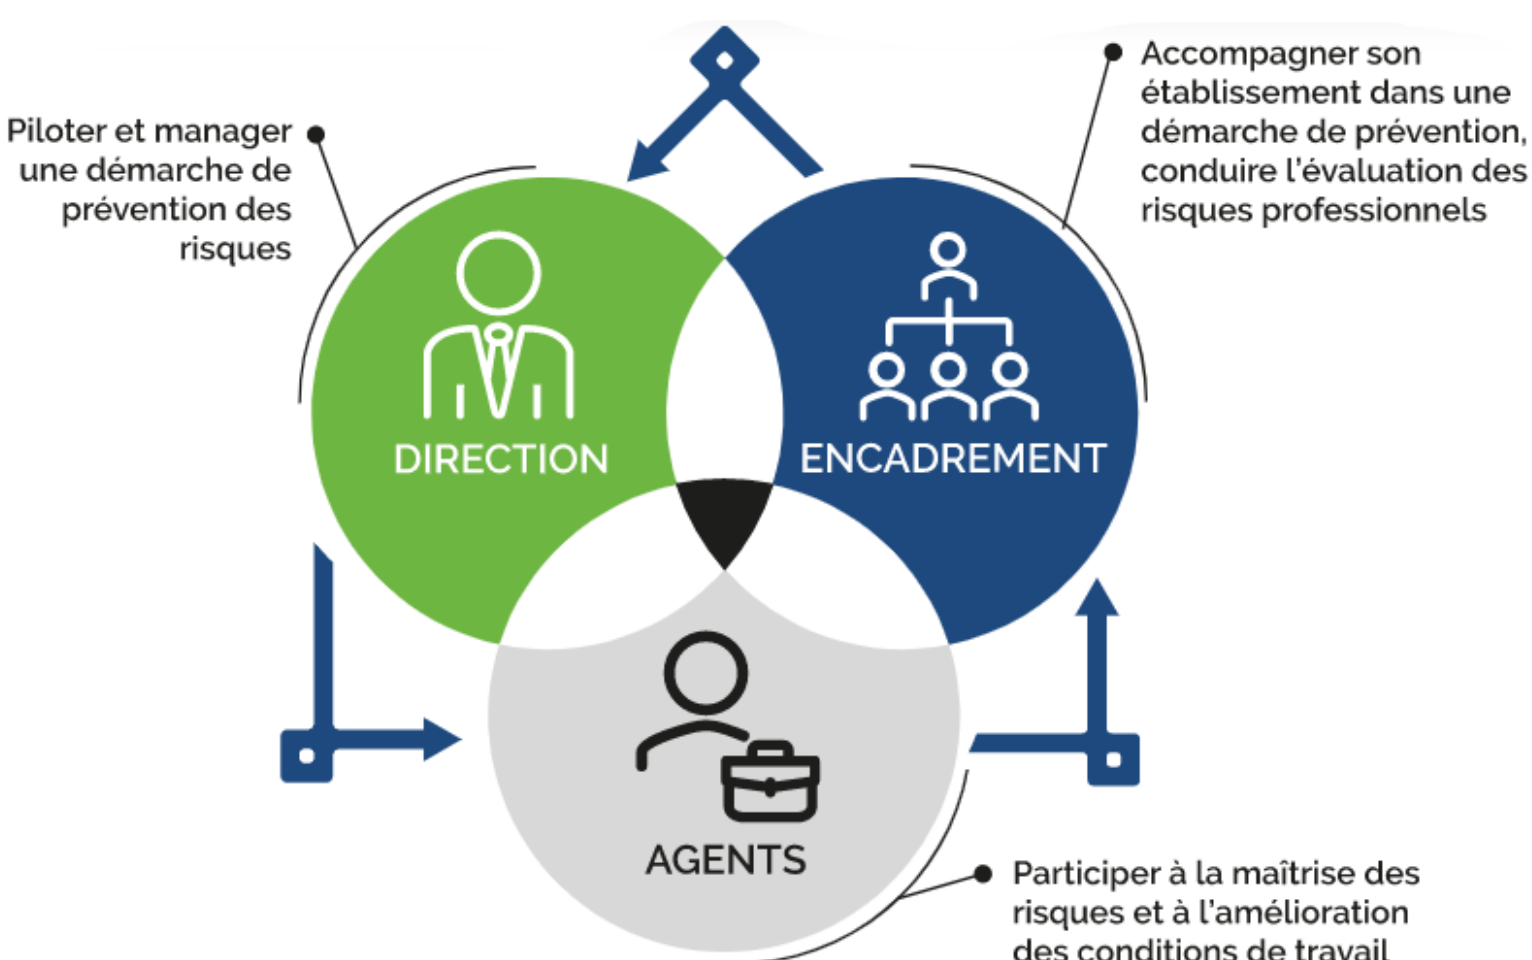 Piloter et manager
une démarche de
prévention des
risques
Accompagner son
établissement dans une
démarche de prévention,
conduire l'évaluation des
risques professionnels
DIRECTION
ENCADREMENT
AGENTS
Participer à la maîtrise des
risques et à l'amélioration
des conditions de travail